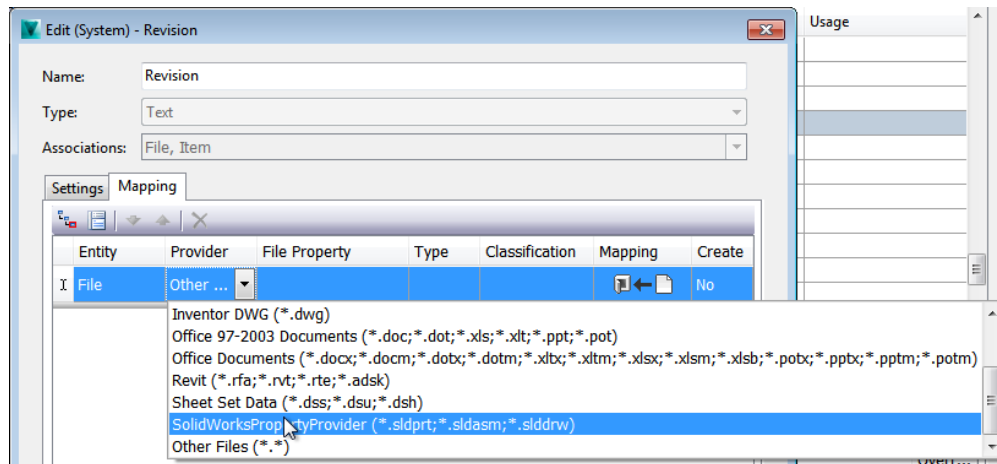 Edit (System) - Revision
Usage
Name: Revision
Type: Text
Associations: File, Item
Settings Mapping
Entity Provider File Property Type Classification Mapping Create
File Other ... No
Inventor DWG (*.dwg)
Office 97-2003 Documents (*.doc;*.dot;*.xls;*.xlt;*.ppt;*.pot)
Office Documents (*.docx;*.docm;*.dotx;*.dotm;*.xltx;*.xltm;*.xlsx;*.xlsm;*.xlsb;*.potx;*.pptx;*.pptm;*.potm)
Revit (*.rfa;*.rvt;*.rte;*.adsk)
Sheet Set Data (*.dss;*.dsu;*.dsh)
SolidWorksPropertyProvider (*.sldprt;*.sldasm;*.slddrw)
Other Files (*.*)